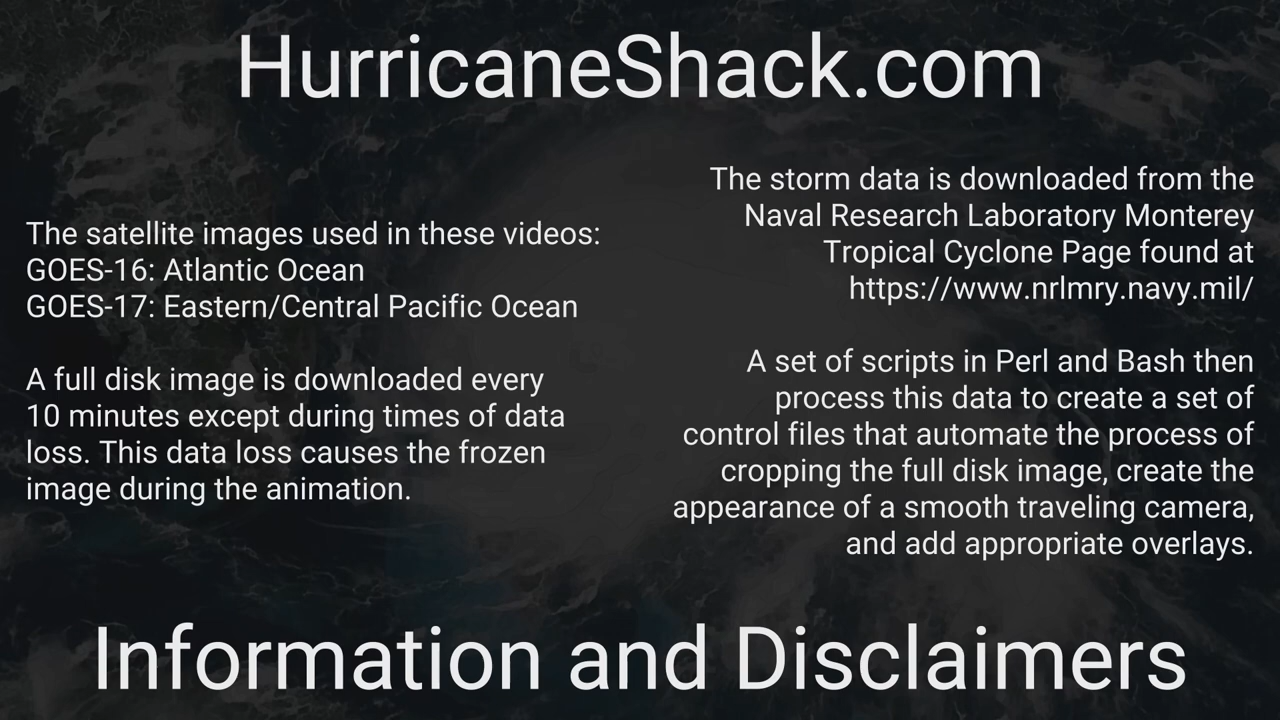 HurricaneShack.com
The satellite images used in these videos:
GOES-16: Atlantic Ocean
GOES-17: Eastern/Central Pacific Ocean
A full disk image is downloaded every
10 minutes except during times of data
loss. This data loss causes the frozen
image during the animation.
The storm data is downloaded from the
Naval Research Laboratory Monterey
Tropical Cyclone Page found at
https://www.nrlmry.navy.mil/
A set of scripts in Perl and Bash then
process this data to create a set of
control files that automate the process of
cropping the full disk image, create the
appearance of a smooth traveling camera,
and add appropriate overlays.
Information and Disclaimers